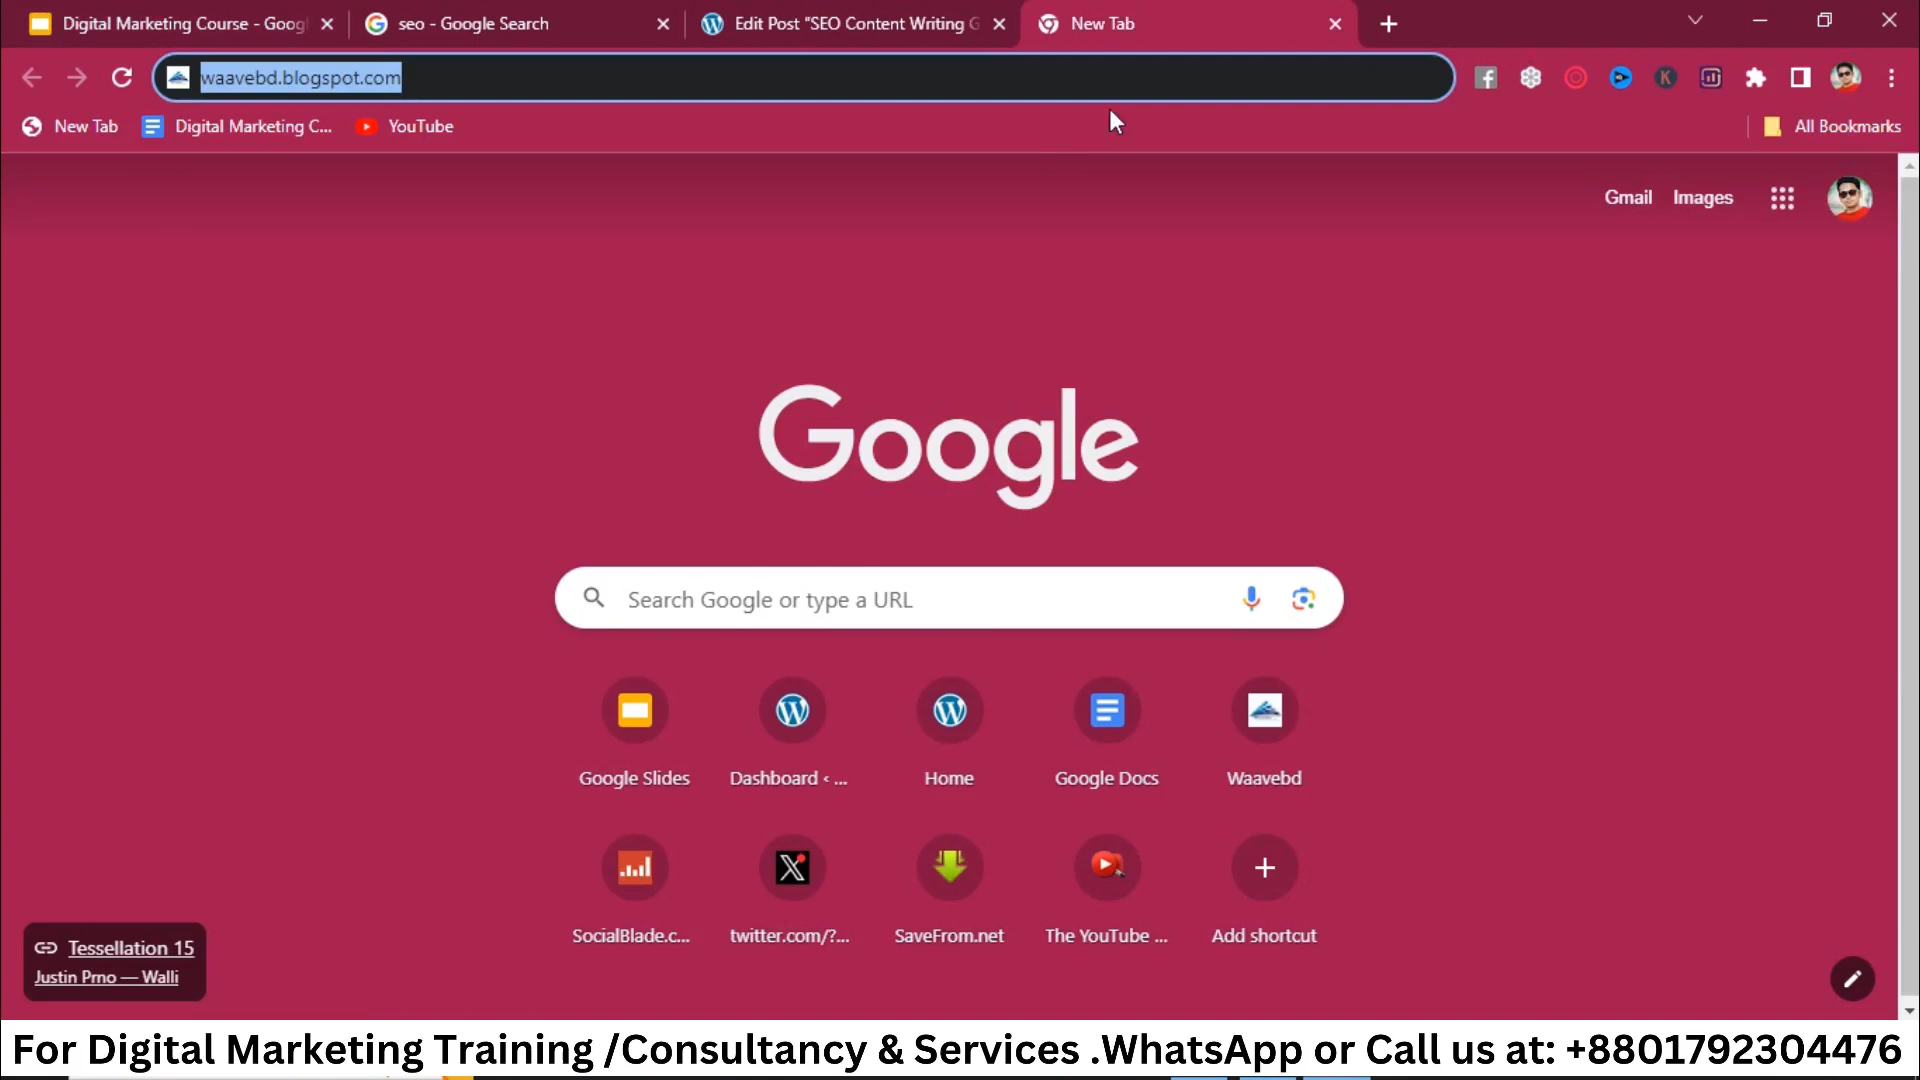 Digital Marketing Course - Goog
seo - Google Search
Edit Post "SEO Content Writing G
New Tab
waavebd.blogspot.com
New Tab
Digital Marketing C...
YouTube
All Bookmarks
Gmail
Images
Google
Search Google or type a URL
Google Slides
Dashboard ‹ ...
Home
Google Docs
Waavebd
SocialBlade.c...
twitter.com/?...
SaveFrom.net
The YouTube ...
Add shortcut
Tessellation 15
Justin Prno — Walli
For Digital Marketing Training /Consultancy & Services .WhatsApp or Call us at: +8801792304476